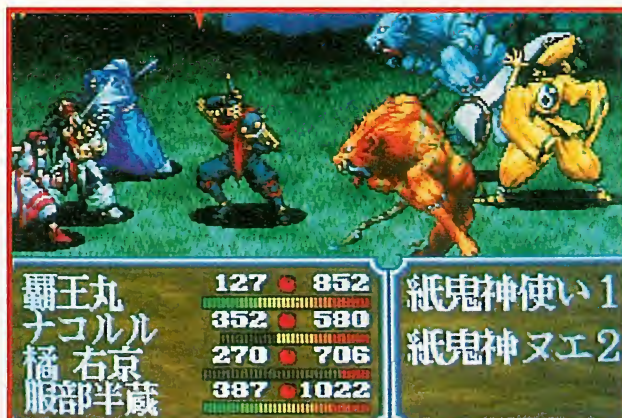 覇王丸 127 852
ナコルル 352 580
橘 右京 270 706
服部半蔵 387 1022
紙鬼神使い1
紙鬼神ヌエ2